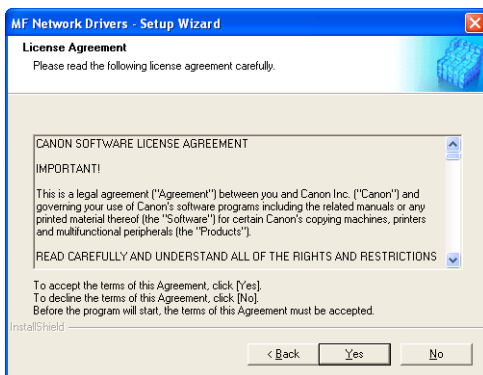 MF Network Drivers - Setup Wizard
License Agreement
Please read the following license agreement carefully.
CANON SOFTWARE LICENSE AGREEMENT
IMPORTANT!
This is a legal agreement ("Agreement") between you and Canon Inc. ("Canon") and
governing your use of Canon's software programs including the related manuals or any
printed material thereof (the "Software") for certain Canon's copying machines, printers
and multifunctional peripherals (the "Products").
READ CAREFULLY AND UNDERSTAND ALL OF THE RIGHTS AND RESTRICTIONS
To accept the terms of this Agreement, click [Yes].
To decline the terms of this Agreement, click [No].
Before the program will start, the terms of this Agreement must be accepted.
InstallShield
< Back Yes No